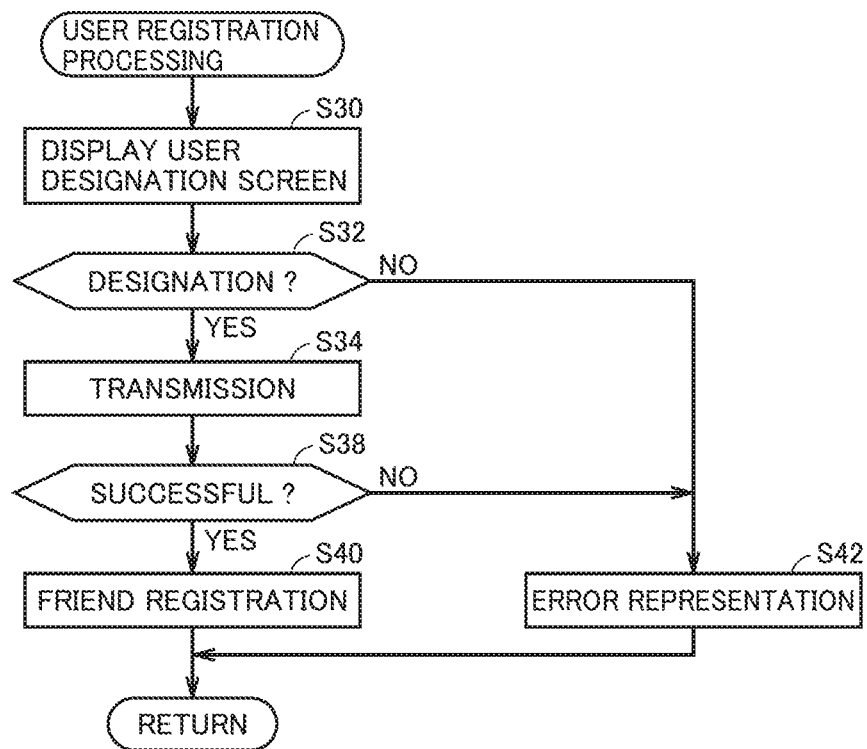 USER REGISTRATION
PROCESSING
S30
DISPLAY USER
DESIGNATION SCREEN
S32
DESIGNATION ?
NO
YES
S34
TRANSMISSION
S38
SUCCESSFUL ?
NO
YES
S40
FRIEND REGISTRATION
S42
ERROR REPRESENTATION
RETURN